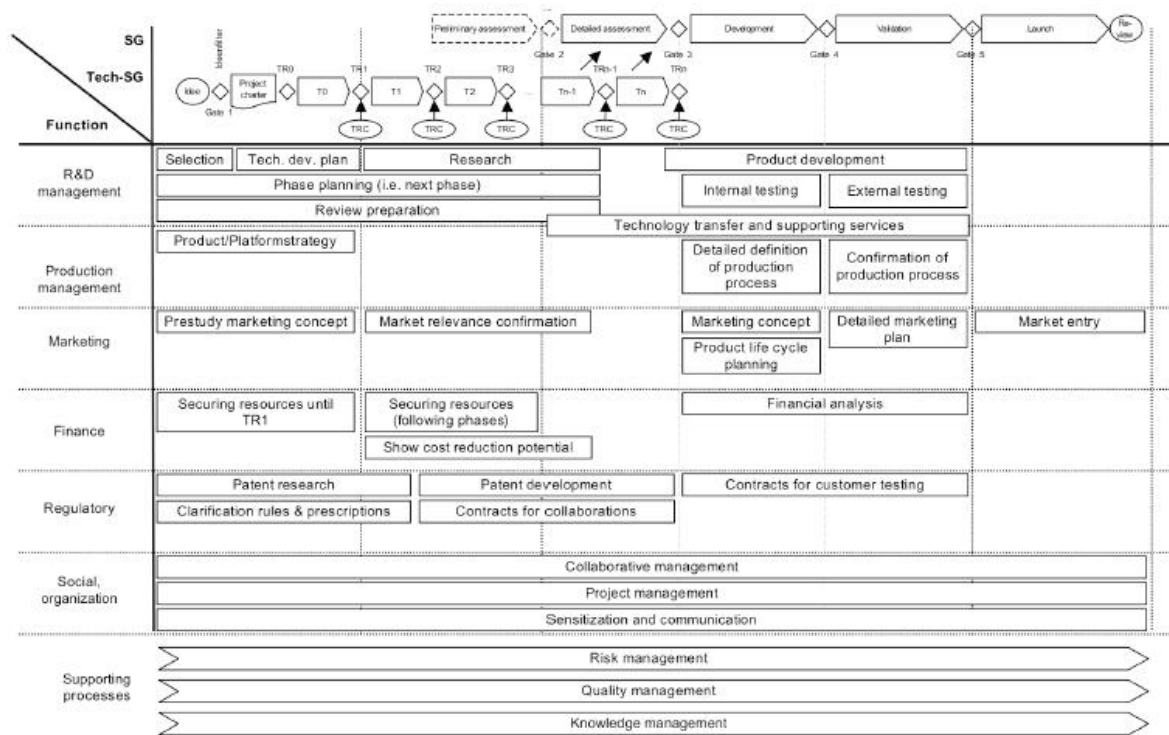 SG
Preliminary assessment
Detailed assessment
Development
Validation
Launch
Re-
view
Gate 2
Gate 3
Gate 4
Gate 5
Tech-SG
Ideenfilter
TR0
TR1
TR2
TR3
TRn-1
TRn
Idee
Project
charter
T0
T1
T2
...
Tn-1
Tn
Gate 1
TRC
TRC
TRC
TRC
TRC
Function
R&D
management
Selection
Tech. dev. plan
Research
Product development
Phase planning (i.e. next phase)
Internal testing
External testing
Review preparation
Technology transfer and supporting services
Production
management
Product/Platformstrategy
Detailed definition
of production
process
Confirmation of
production process
Marketing
Prestudy marketing concept
Market relevance confirmation
Marketing concept
Detailed marketing
plan
Market entry
Product life cycle
planning
Finance
Securing resources until
TR1
Securing resources
(following phases)
Financial analysis
Show cost reduction potential
Regulatory
Patent research
Patent development
Contracts for customer testing
Clarification rules & prescriptions
Contracts for collaborations
Social,
organization
Collaborative management
Project management
Sensitization and communication
Supporting
processes
Risk management
Quality management
Knowledge management